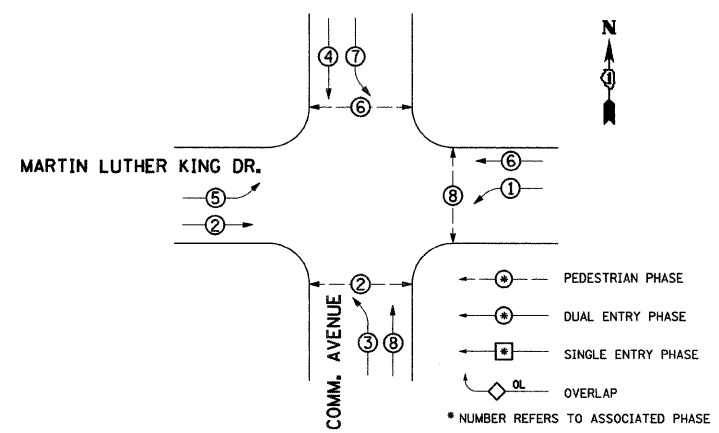 N
1
4 7
6
MARTIN LUTHER KING DR.
6
5
1
8
2
2
PEDESTRIAN PHASE
*
DUAL ENTRY PHASE
*
COMM. AVENUE
3 8
SINGLE ENTRY PHASE
*
OL
OVERLAP
* NUMBER REFERS TO ASSOCIATED PHASE